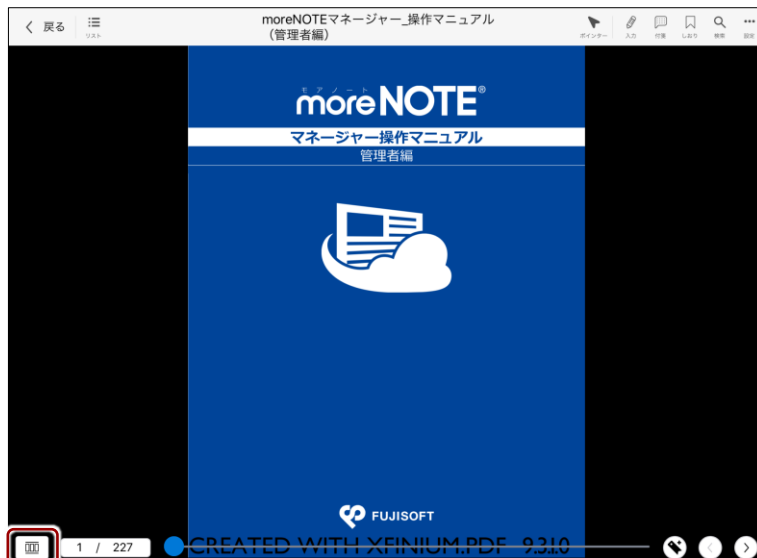 戻る
リスト
moreNOTEマネージャー_操作マニュアル
（管理者編）
ポインター
入力
付箋
しおり
検索
設定
モアノート
moreNOTE®
マネージャー操作マニュアル
管理者編
FUJISOFT
1 / 227
CREATED WITH XFINIUM.PDF 9.3.1.0